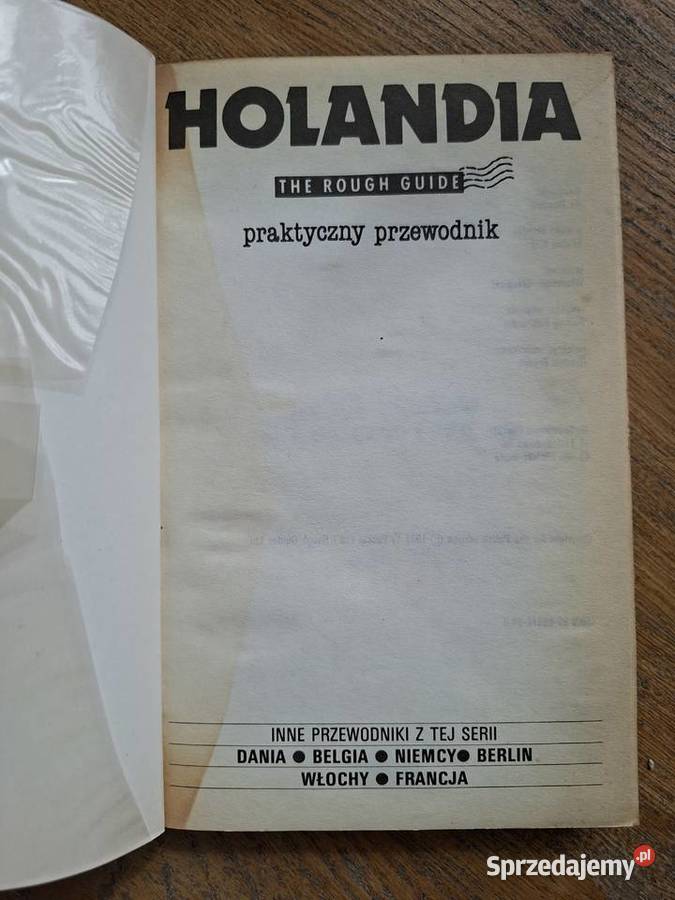 HOLANDIA
THE ROUGH GUIDE
praktyczny przewodnik
INNE PRZEWODNIKI Z TEJ SERII
DANIA ● BELGIA ● NIEMCY ● BERLIN
WŁOCHY ● FRANCJA
Sprzedajemy.pl